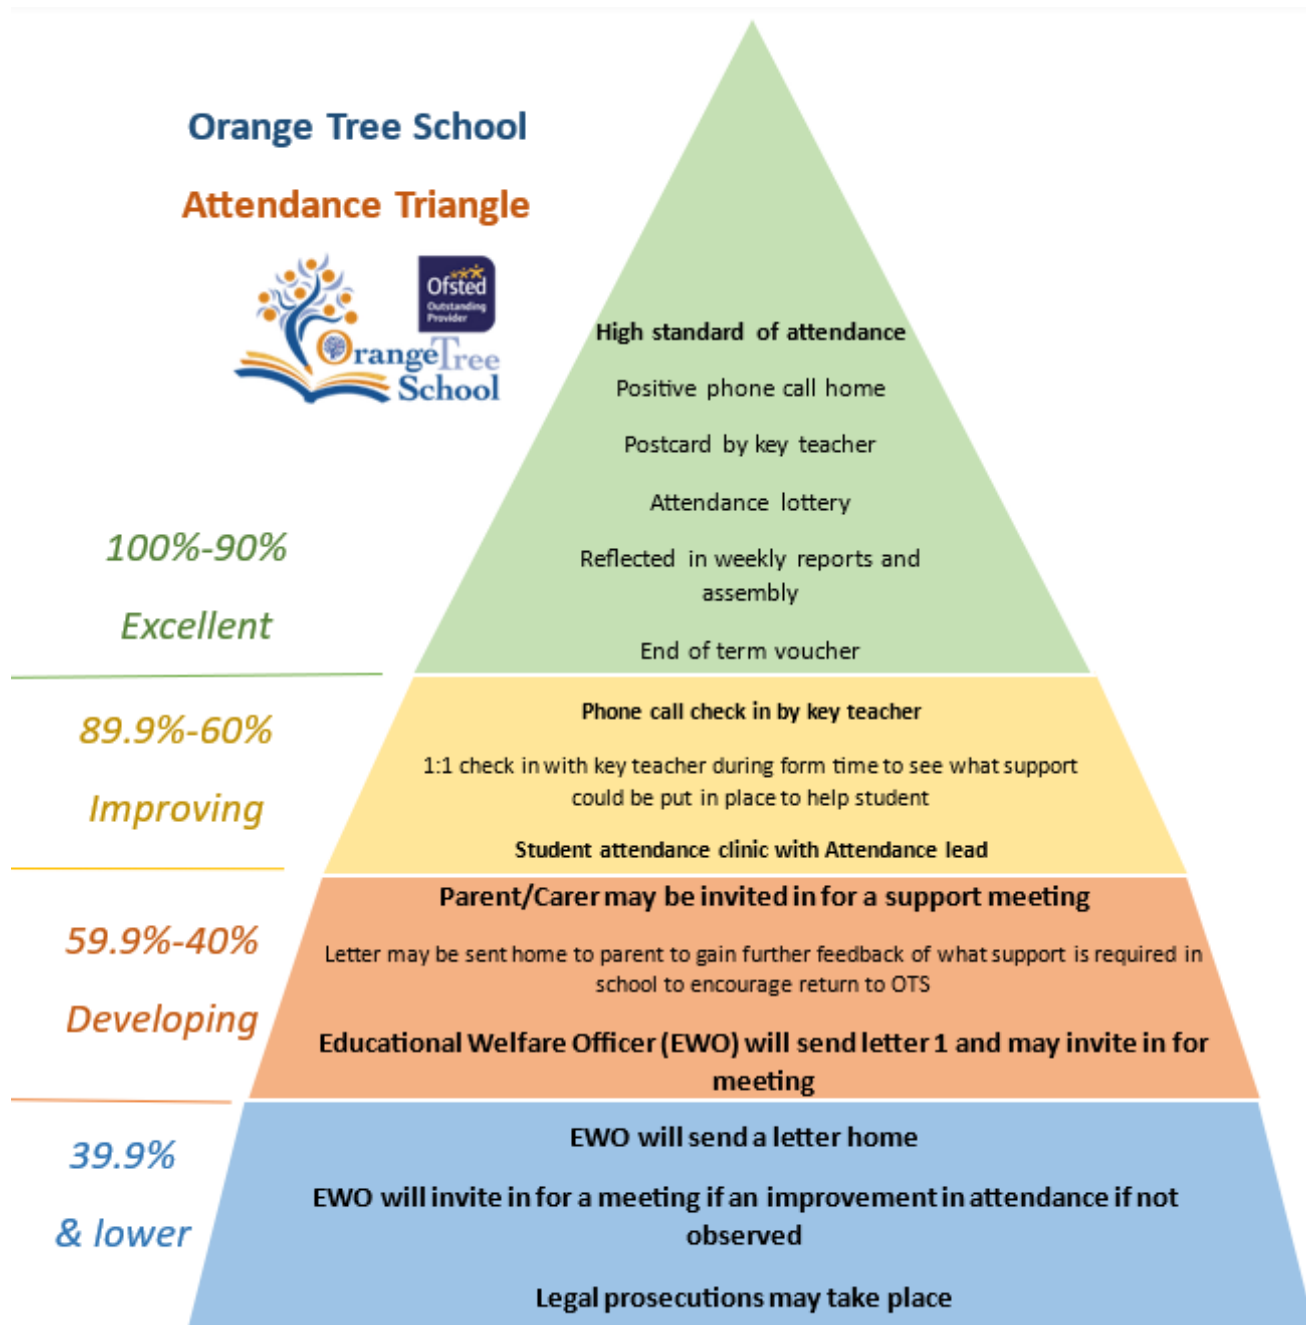 Orange Tree School
Attendance Triangle
Ofsted
Outstanding
Provider
OrangeTree
School
High standard of attendance
Positive phone call home
Postcard by key teacher
Attendance lottery
Reflected in weekly reports and
assembly
End of term voucher
100%-90%
Excellent
Phone call check in by key teacher
1:1 check in with key teacher during form time to see what support
could be put in place to help student
Student attendance clinic with Attendance lead
89.9%-60%
Improving
Parent/Carer may be invited in for a support meeting
Letter may be sent home to parent to gain further feedback of what support is required in
school to encourage return to OTS
Educational Welfare Officer (EWO) will send letter 1 and may invite in for
meeting
59.9%-40%
Developing
EWO will send a letter home
EWO will invite in for a meeting if an improvement in attendance if not
observed
Legal prosecutions may take place
39.9%
& lower